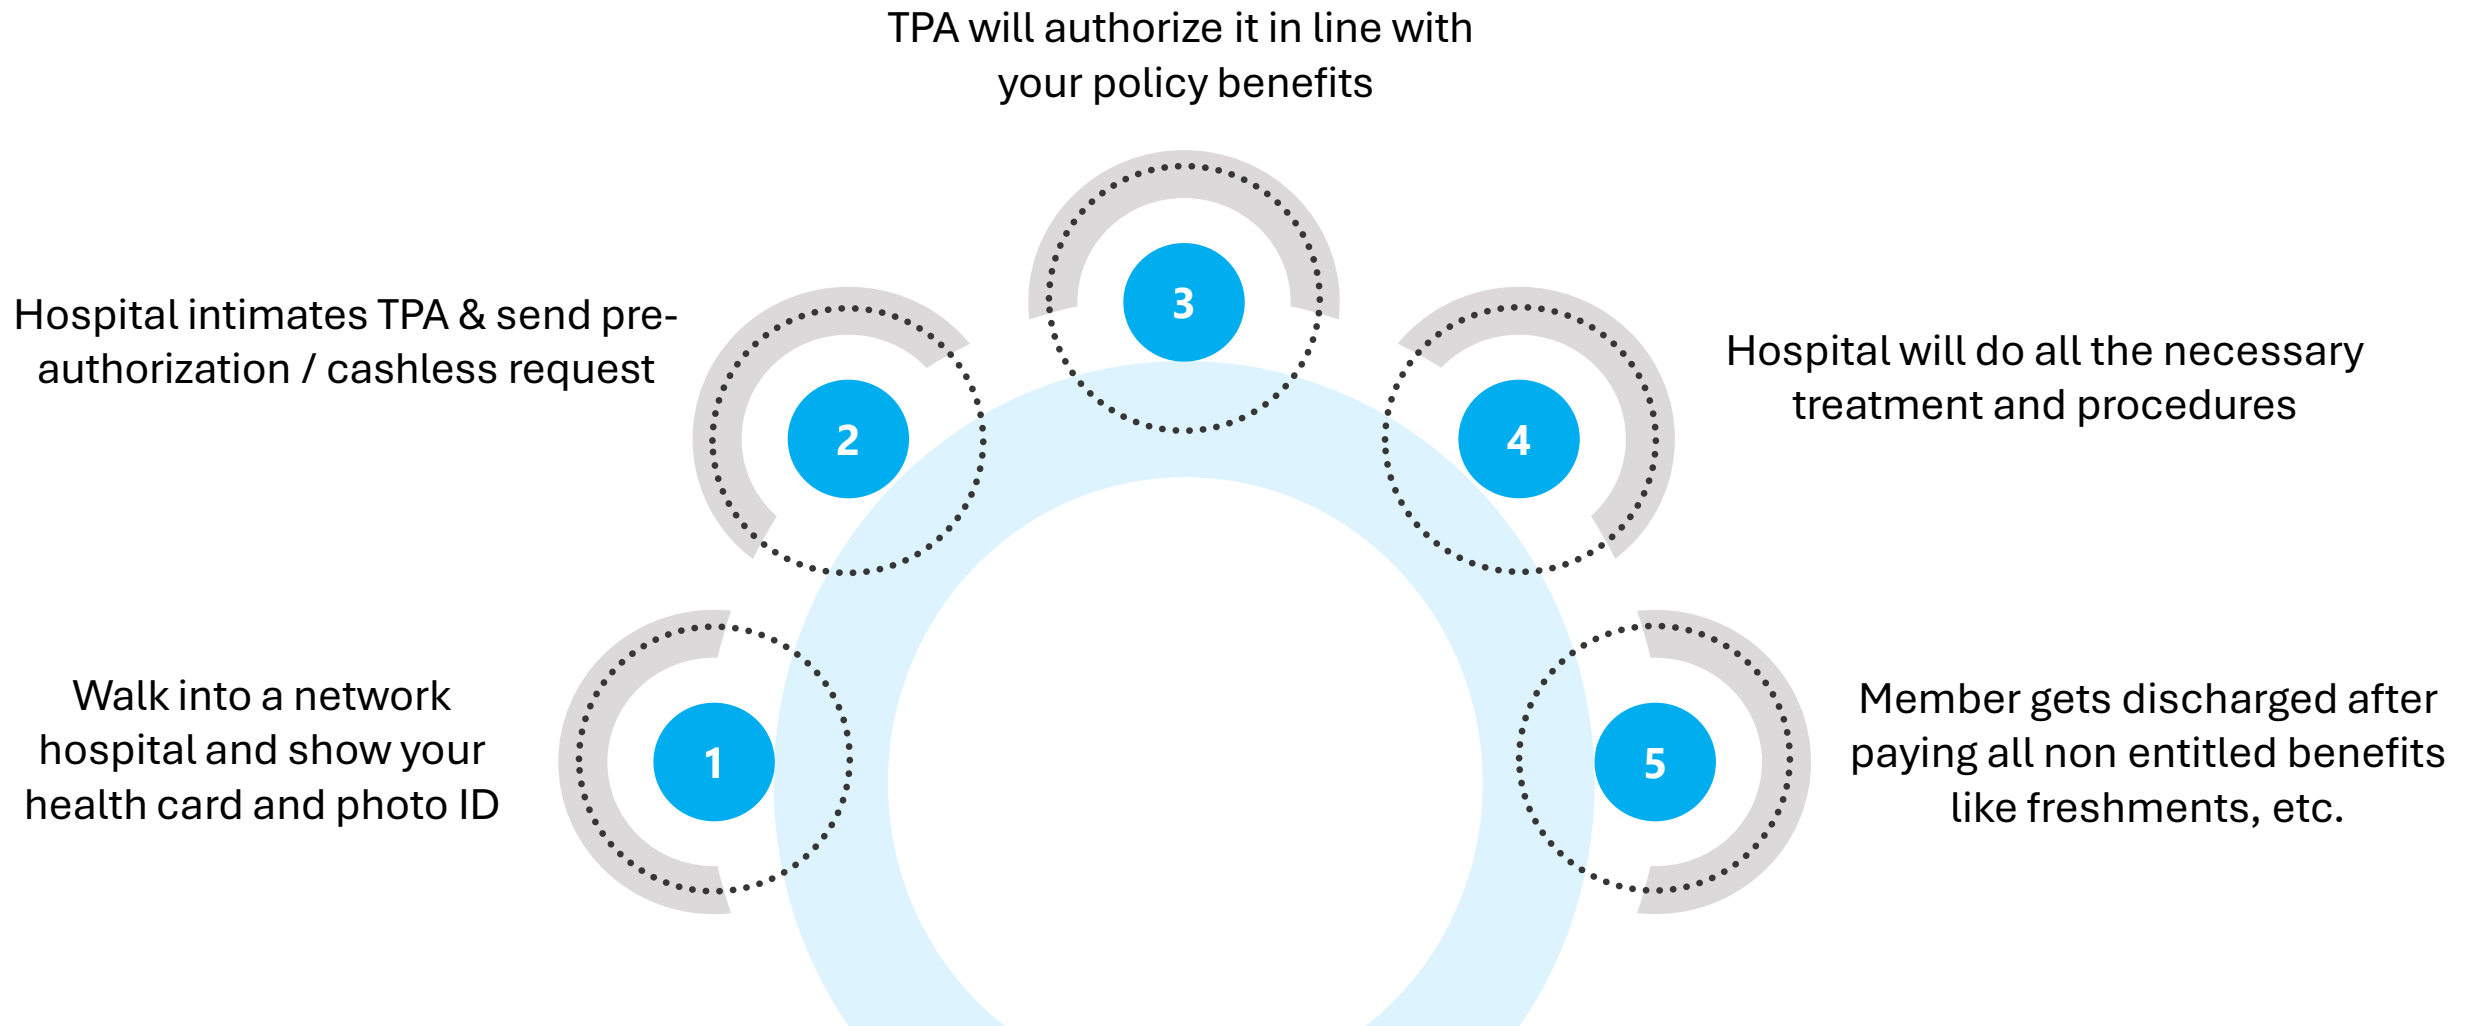 TPA will authorize it in line with
your policy benefits
3
Hospital intimates TPA & send pre-
authorization / cashless request
2
4
Hospital will do all the necessary
treatment and procedures
Walk into a network
hospital and show your
health card and photo ID
1
5
Member gets discharged after
paying all non entitled benefits
like freshments, etc.